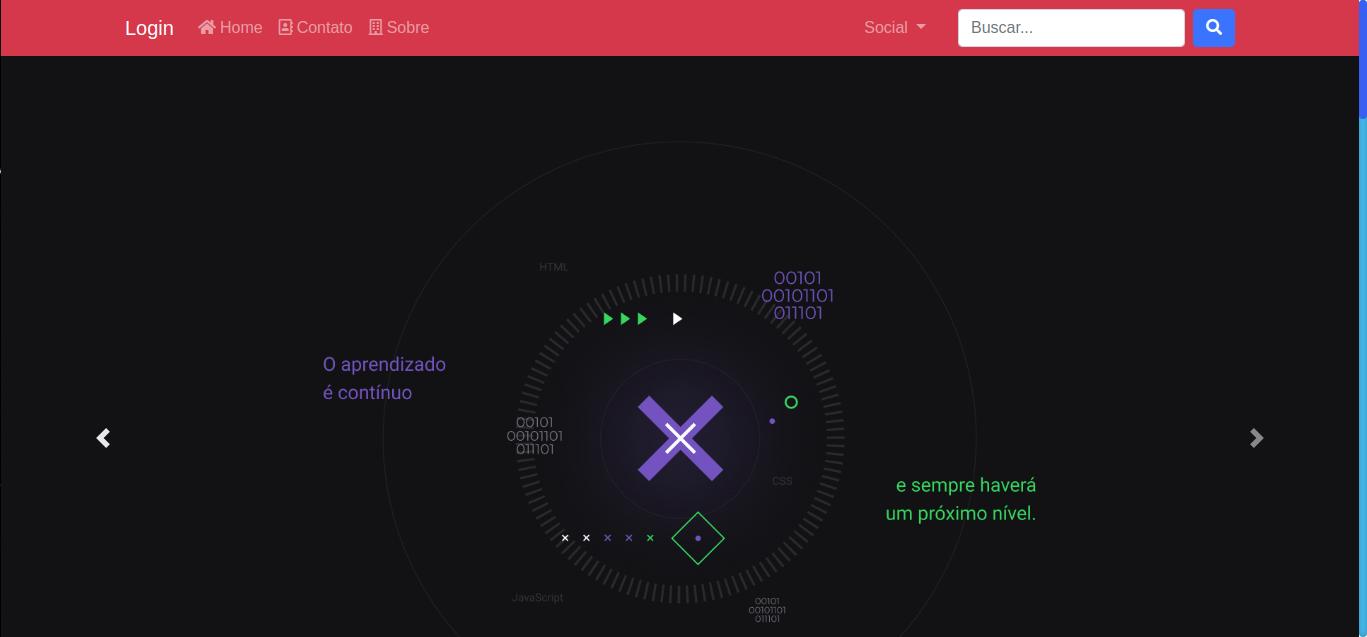 Login Home Contato Sobre Social Buscar...
HTML
00101
00101101
011101
O aprendizado
é contínuo
00101
00101101
011101
CSS
e sempre haverá
um próximo nível.
JavaScript
00101
00101101
011101